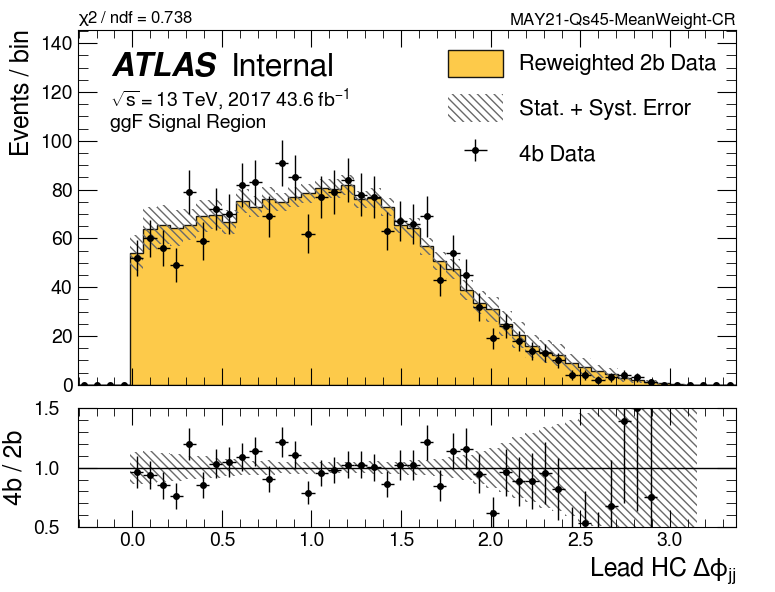 χ2 / ndf = 0.738
MAY21-Qs45-MeanWeight-CR
Events / bin
140
120
100
80
60
40
20
0
ATLAS Internal
√s = 13 TeV, 2017 43.6 fb−1
ggF Signal Region
Reweighted 2b Data
Stat. + Syst. Error
4b Data
4b / 2b
1.5
1.0
0.5
0.0 0.5 1.0 1.5 2.0 2.5 3.0
Lead HC Δϕjj